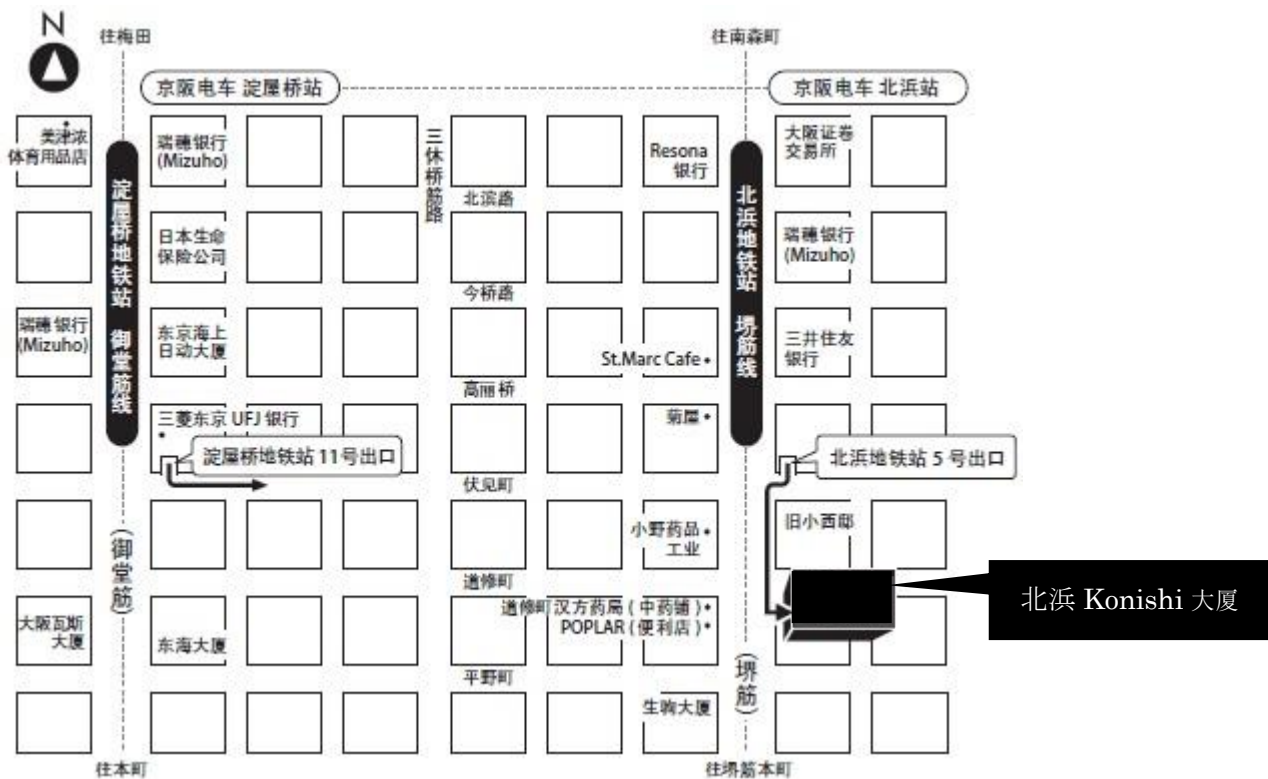 N
往梅田
往南森町
京阪电车 淀屋桥站
京阪电车 北浜站
美津浓
体育用品店
瑞穗银行
(Mizuho)
三休桥筋路
Resona
银行
大阪证卷
交易所
淀屋桥地铁站 御堂筋线
北浜地铁站 堺筋线
北滨路
日本生命
保险公司
瑞穗银行
(Mizuho)
今桥路
瑞穗银行
(Mizuho)
东京海上
日动大厦
St.Marc Cafe
三井住友
银行
高丽桥
三菱东京 UFJ 银行
菊屋
淀屋桥地铁站 11号出口
北浜地铁站 5 号出口
伏见町
(御堂筋)
小野药品
工业
旧小西邸
道修町
北浜 Konishi 大厦
大阪瓦斯
大厦
东海大厦
道修町汉方药局 ( 中药铺 )
POPLAR ( 便利店 )
平野町
(堺筋)
生驹大厦
往本町
往堺筋本町